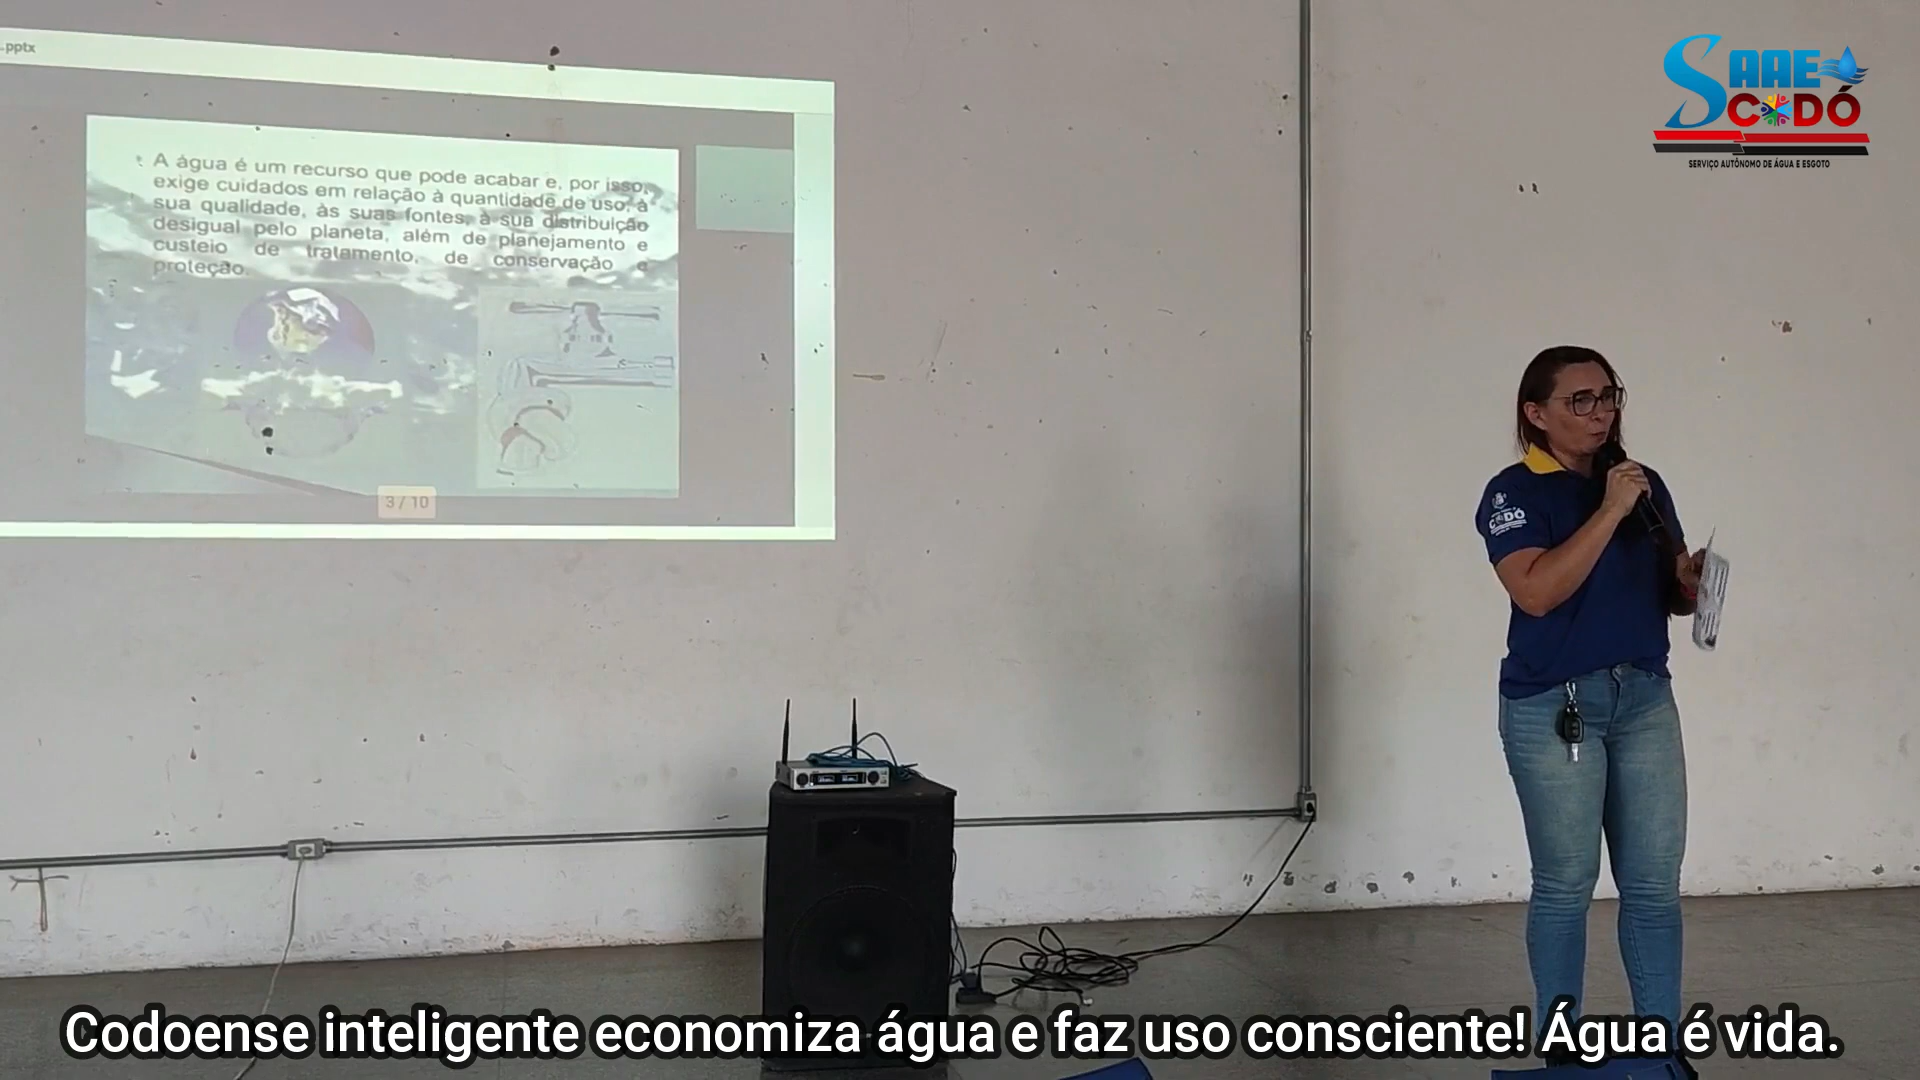 .pptx
A água é um recurso que pode acabar e, por isso,
exige cuidados em relação à quantidade de uso, à
sua qualidade, às suas fontes, à sua distribuição
desigual pelo planeta, além de planejamento e
custeio de tratamento, de conservação e
proteção.
3 / 10
SAAE
CODÓ
SERVIÇO AUTÔNOMO DE ÁGUA E ESGOTO
CODÓ
Codoense inteligente economiza água e faz uso consciente! Água é vida.